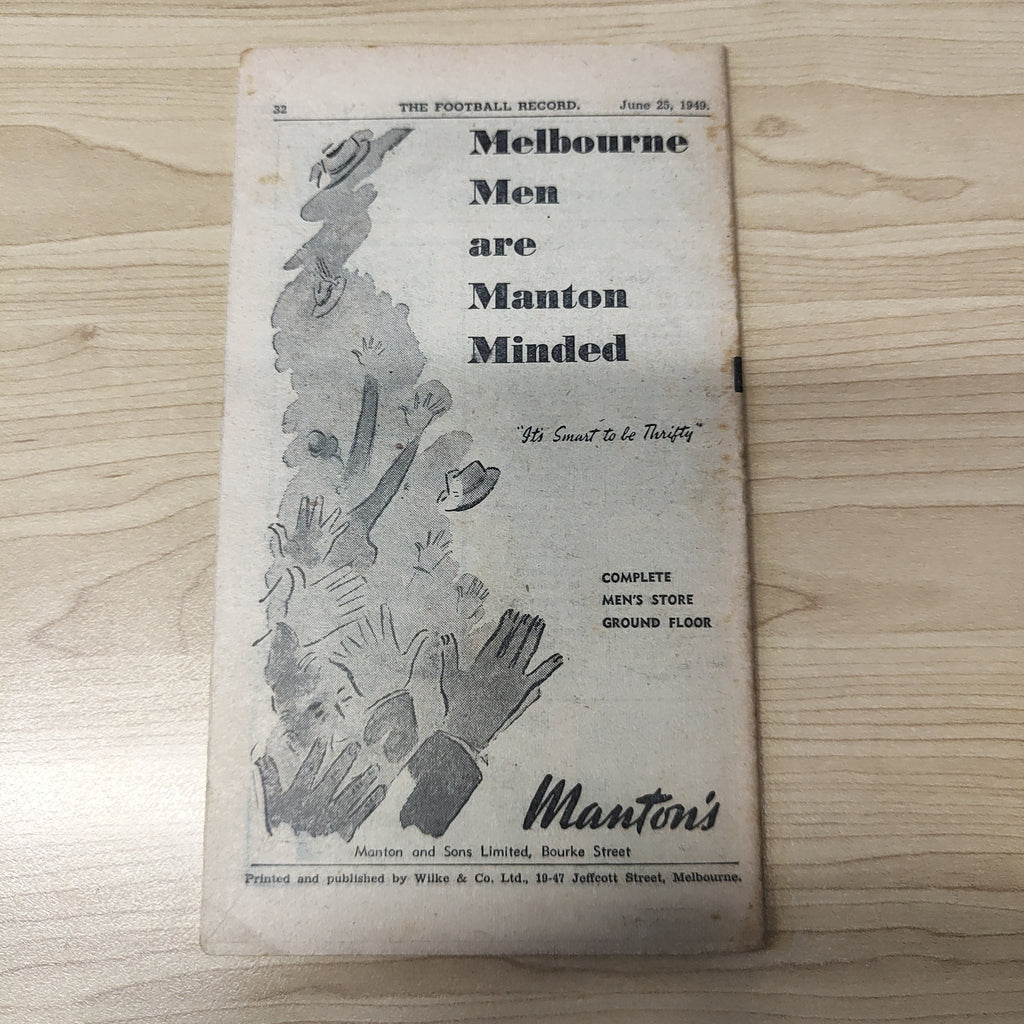 32 THE FOOTBALL RECORD. June 25, 1949.
Melbourne
Men
are
Manton
Minded
"It's Smart to be Thrifty"
COMPLETE
MEN'S STORE
GROUND FLOOR
Manton's
Manton and Sons Limited, Bourke Street
Printed and published by Wilke & Co. Ltd., 19-47 Jeffcott Street, Melbourne.